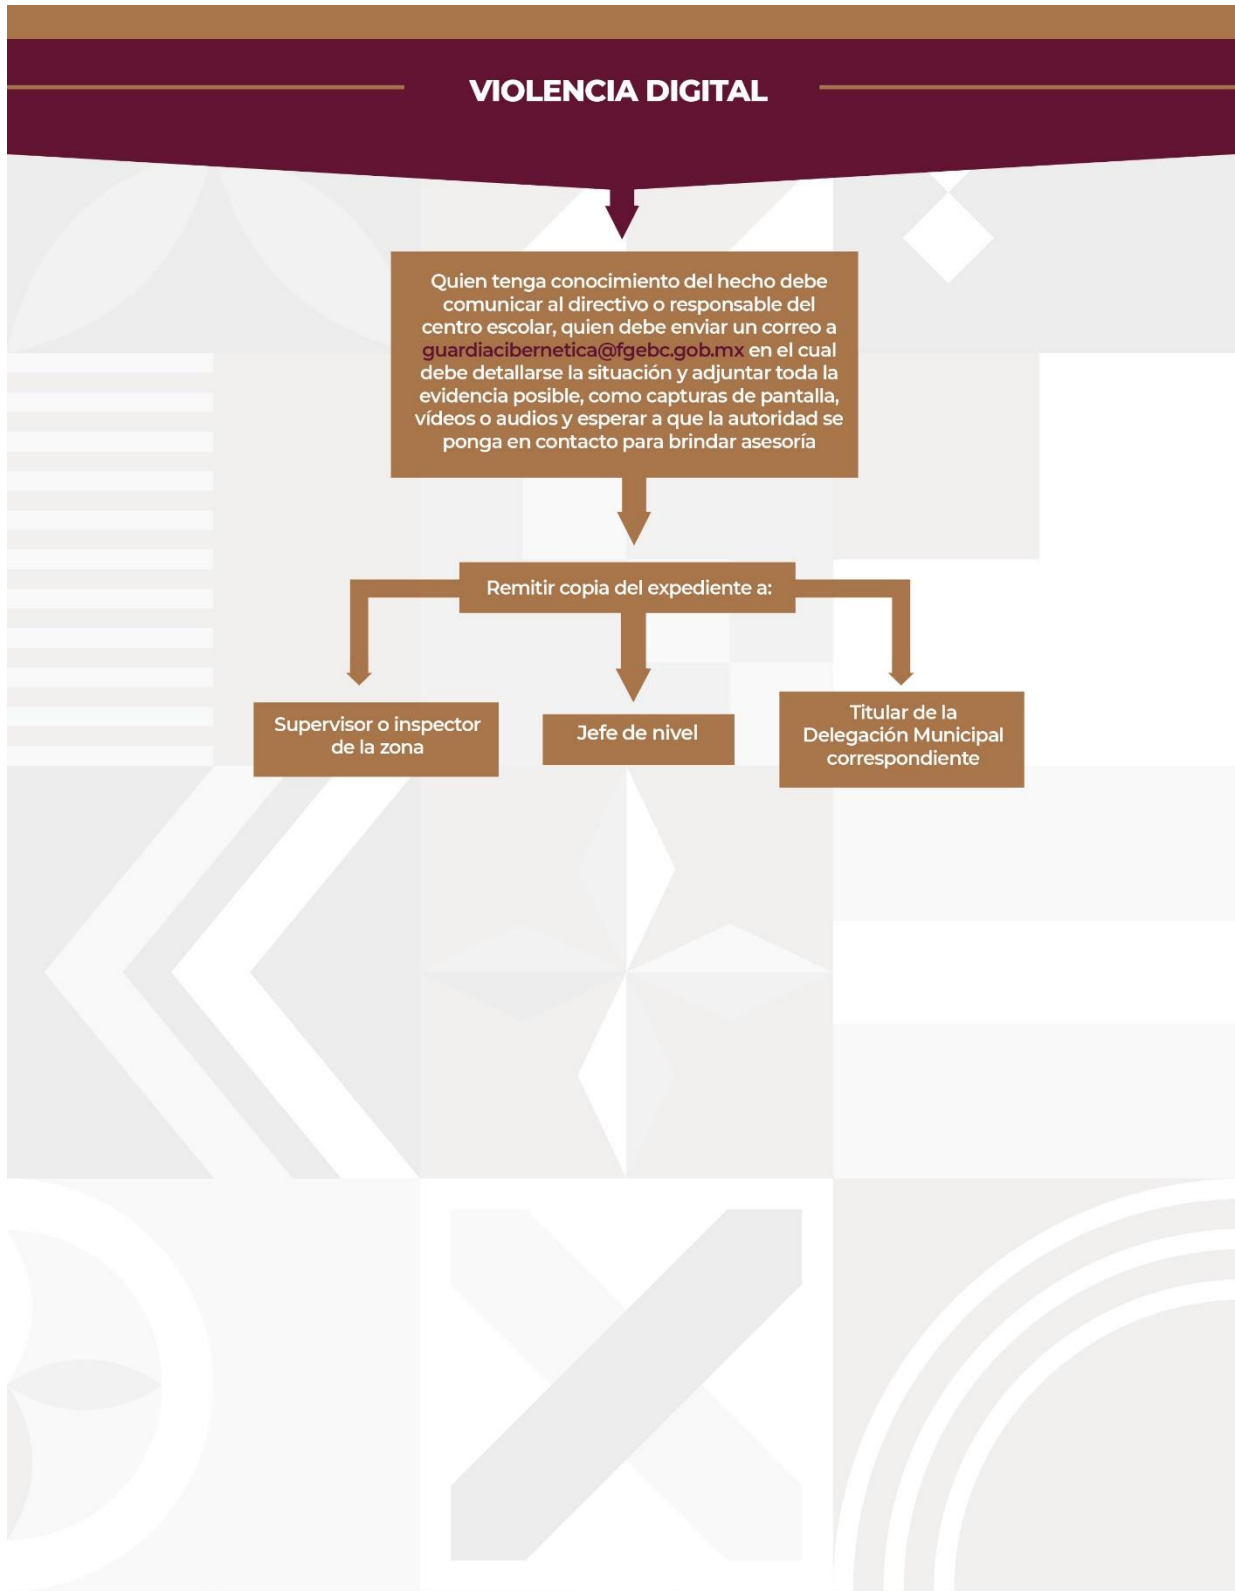 VIOLENCIA DIGITAL
Quien tenga conocimiento del hecho debe
comunicar al directivo o responsable del
centro escolar, quien debe enviar un correo a
guardiacibernetica@fgebc.gob.mx en el cual
debe detallarse la situación y adjuntar toda la
evidencia posible, como capturas de pantalla,
vídeos o audios y esperar a que la autoridad se
ponga en contacto para brindar asesoría
Remitir copia del expediente a:
Supervisor o inspector
de la zona
Jefe de nivel
Titular de la
Delegación Municipal
correspondiente